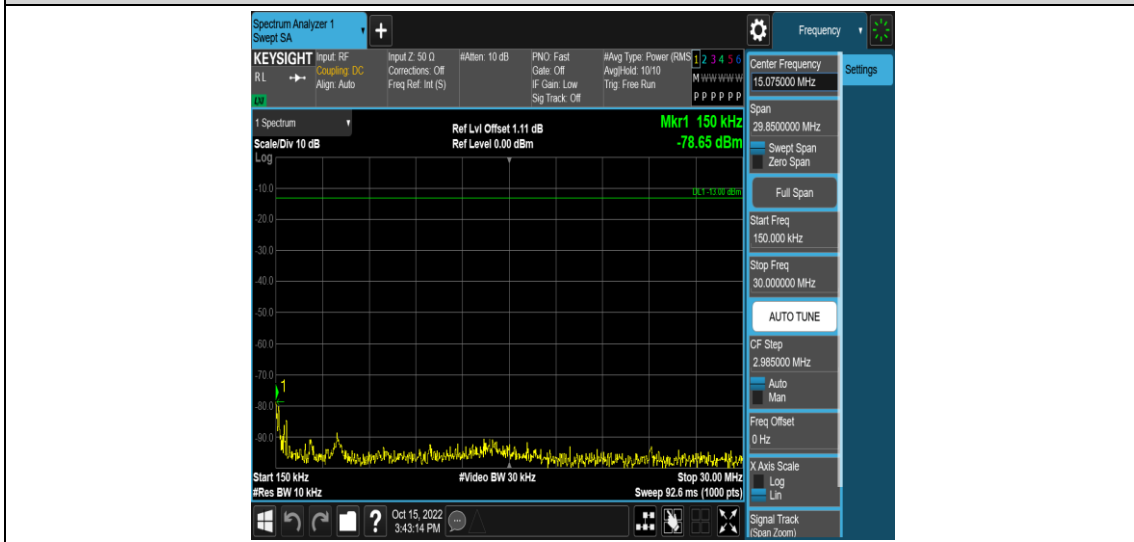 Spectrum Analyzer 1
Swept SA
+
Frequency
KEYSIGHT
RL
LXI
Input: RF
Coupling: DC
Align: Auto
Input Z: 50 Ω
Corrections: Off
Freq Ref: Int (S)
#Atten: 10 dB
PNO: Fast
Gate: Off
IF Gain: Low
Sig Track: Off
#Avg Type: Power (RMS
Avg|Hold: 10/10
Trig: Free Run
1 2 3 4 5 6
M W W W W W
P P P P P P
1 Spectrum
Scale/Div 10 dB
Log
Ref Lvl Offset 1.11 dB
Ref Level 0.00 dBm
Mkr1 150 kHz
-78.65 dBm
DL1 -13.00 dBm
-10.0
-20.0
-30.0
-40.0
-50.0
-60.0
-70.0
1
-80.0
-90.0
Start 150 kHz
#Res BW 10 kHz
#Video BW 30 kHz
Stop 30.00 MHz
Sweep 92.6 ms (1000 pts)
?
Oct 15, 2022
3:43:14 PM
Settings
Center Frequency
15.075000 MHz
Span
29.8500000 MHz
Swept Span
Zero Span
Full Span
Start Freq
150.000 kHz
Stop Freq
30.000000 MHz
AUTO TUNE
CF Step
2.985000 MHz
Auto
Man
Freq Offset
0 Hz
X Axis Scale
Log
Lin
Signal Track
(Span Zoom)